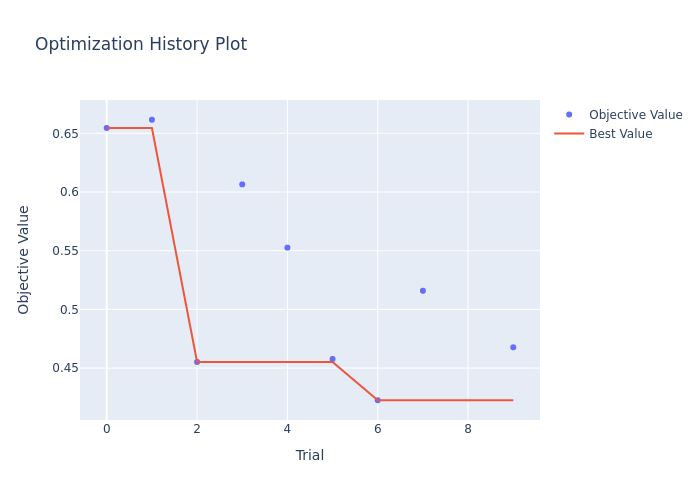 Optimization History Plot
Objective Value
Best Value
0.65
0.6
0.55
0.5
0.45
Objective Value
0 2 4 6 8
Trial